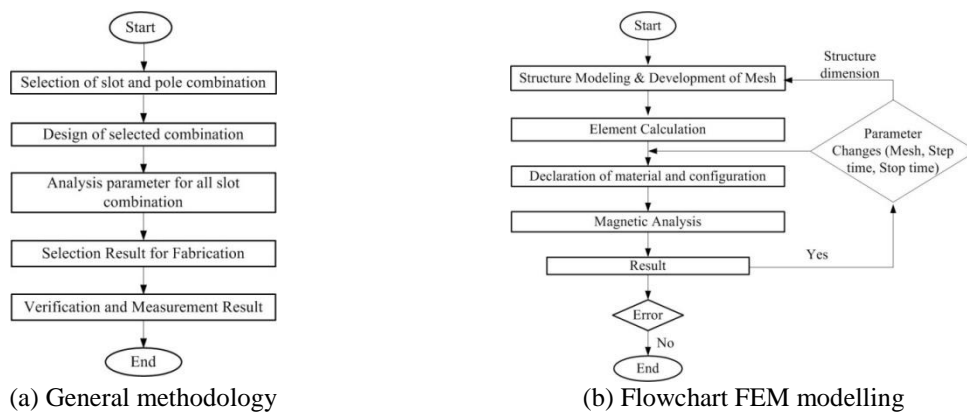 Start
Selection of slot and pole combination
Design of selected combination
Analysis parameter for all slot
combination
Selection Result for Fabrication
Verification and Measurement Result
End
(a) General methodology
Start
Structure Modeling & Development of Mesh
Structure
dimension
Element Calculation
Parameter
Changes (Mesh, Step
time, Stop time)
Declaration of material and configuration
Magnetic Analysis
Result
Yes
Error
No
End
(b) Flowchart FEM modelling